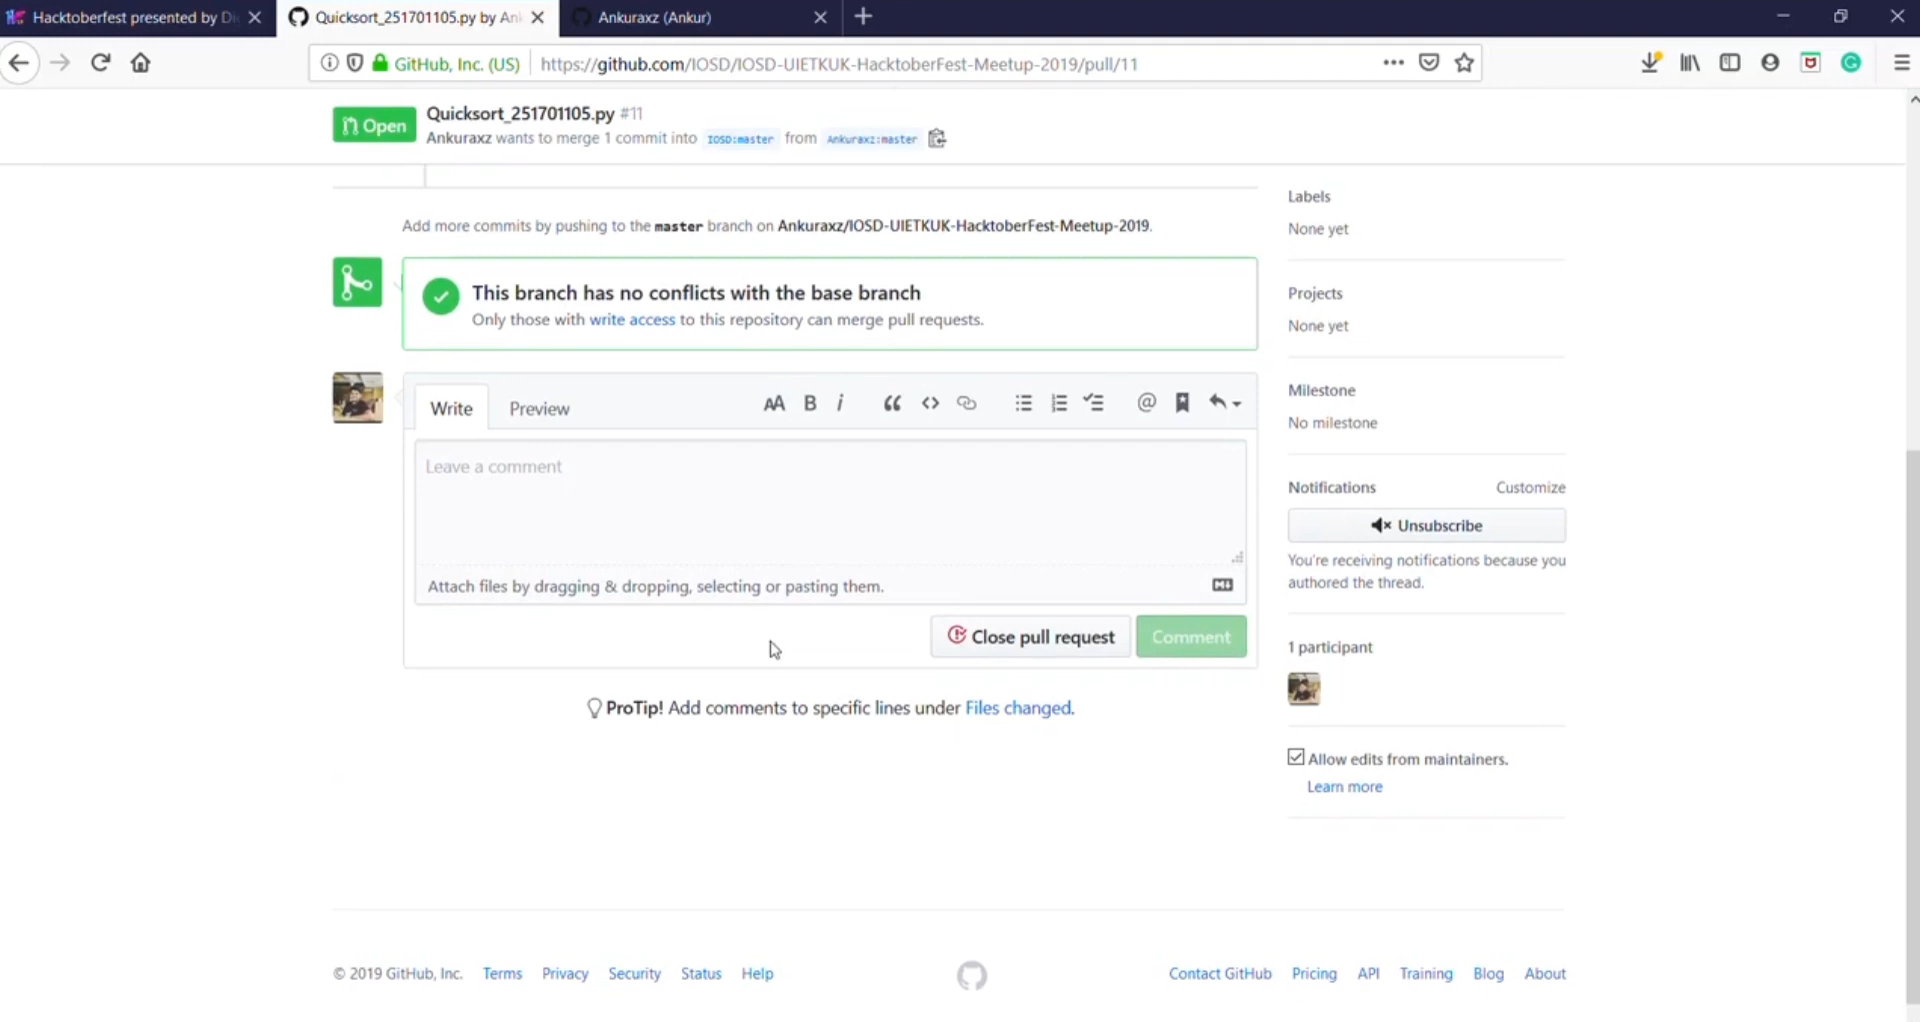 Hacktoberfest presented by Di
Quicksort_251701105.py by An
Ankuraxz (Ankur)
GitHub, Inc. (US)
https://github.com/IOSD/IOSD-UIETKUK-HacktoberFest-Meetup-2019/pull/11
Open
Quicksort_251701105.py #11
Ankuraxz wants to merge 1 commit into IOSD:master from Ankuraxz:master
Labels
None yet
Add more commits by pushing to the master branch on Ankuraxz/IOSD-UIETKUK-HacktoberFest-Meetup-2019.
This branch has no conflicts with the base branch
Only those with write access to this repository can merge pull requests.
Projects
None yet
Write
Preview
AA B i
@
Milestone
No milestone
Leave a comment
Attach files by dragging & dropping, selecting or pasting them.
Close pull request
Comment
Notifications
Customize
Unsubscribe
You're receiving notifications because you
authored the thread.
1 participant
ProTip! Add comments to specific lines under Files changed.
Allow edits from maintainers.
Learn more
© 2019 GitHub, Inc.
Terms
Privacy
Security
Status
Help
Contact GitHub
Pricing
API
Training
Blog
About